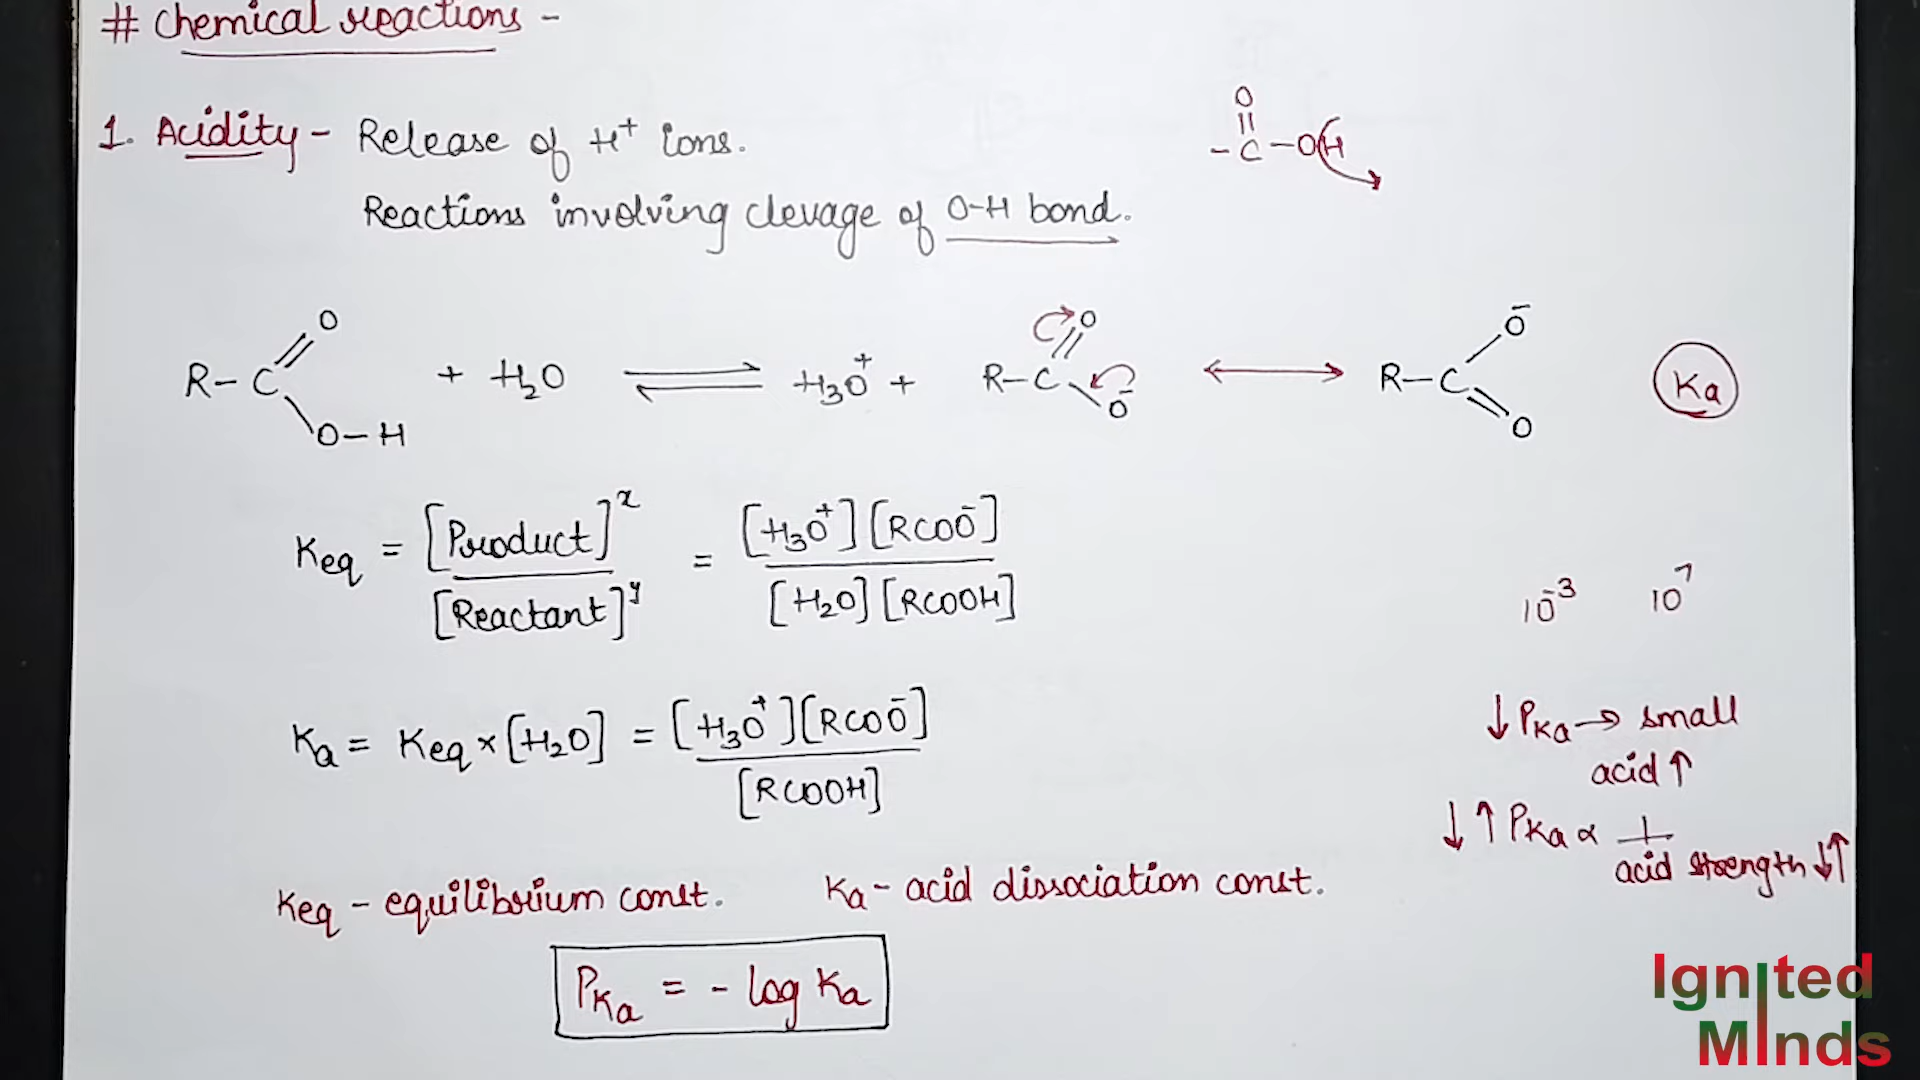 # Chemical reactions -
1. Acidity - Release of H⁺ ions.
Reactions involving clevage of O-H bond.
O
|| 
- C - OH
R - C = O
O - H
+ H₂O ⇌ H₃O⁺ +
R - C = O
O⁻
↔
R - C - O⁻
= O
Ka
Keq = [Product]ˣ / [Reactant]ʸ = [H₃O⁺][RCOO⁻] / [H₂O][RCOOH]
10⁻³ 10⁻⁷
Ka = Keq × [H₂O] = [H₃O⁺][RCOO⁻] / [RCOOH]
↓ PKa → small
acid ↑
↓↑ PKa ∝ 1 / acid strength ↓↑
Keq - equilibrium const. Ka - acid dissociation const.
PKa = - log Ka
Ignited
Minds